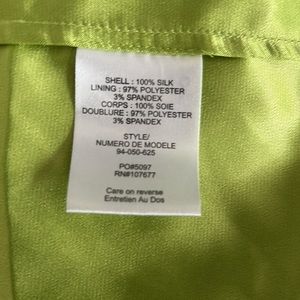 SHELL : 100% SILK
LINING : 97% POLYESTER
3% SPANDEX
CORPS : 100% SOIE
DOUBLURE : 97% POLYESTER
3% SPANDEX
STYLE/
NUMERO DE MODELE
94-050-625
PO#5097
RN#107677
Care on reverse
Entretien Au Dos